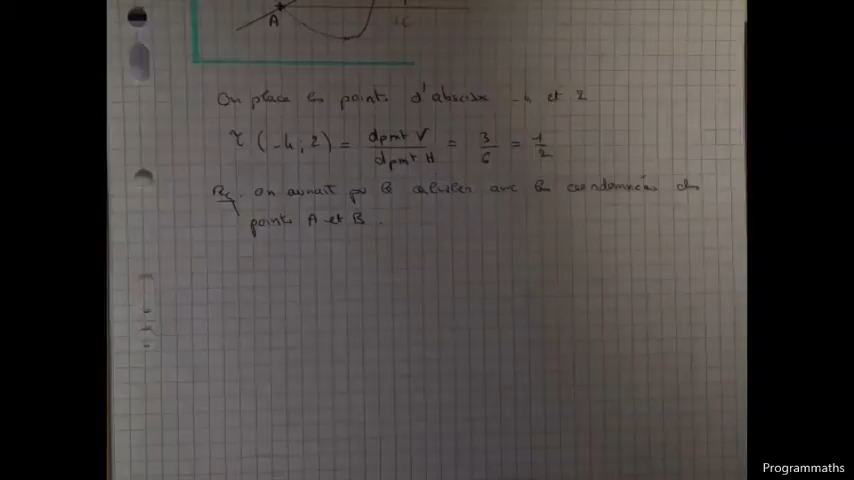 A
On place les points d'abscisse -4 et 2
τ (-4; 2) = dpmt V / dpmt H = 3 / 6 = 1 / 2
Rq. on aurait pu le calculer avec les coordonnées des
points A et B.
Programmaths